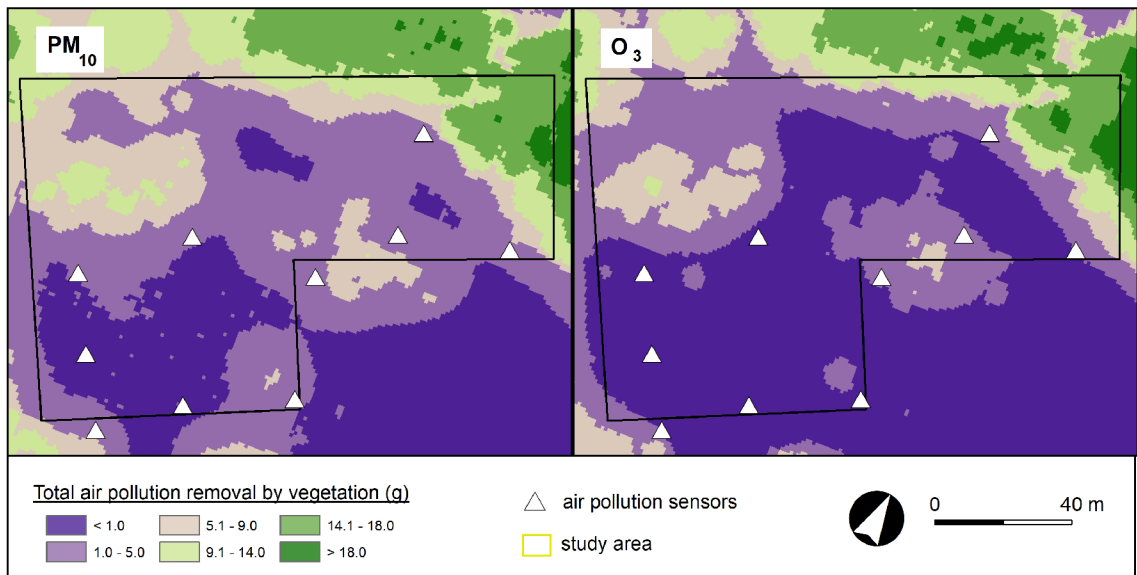 PM10
O3
Total air pollution removal by vegetation (g)
< 1.0
5.1 - 9.0
14.1 - 18.0
1.0 - 5.0
9.1 - 14.0
> 18.0
air pollution sensors
study area
0 40 m